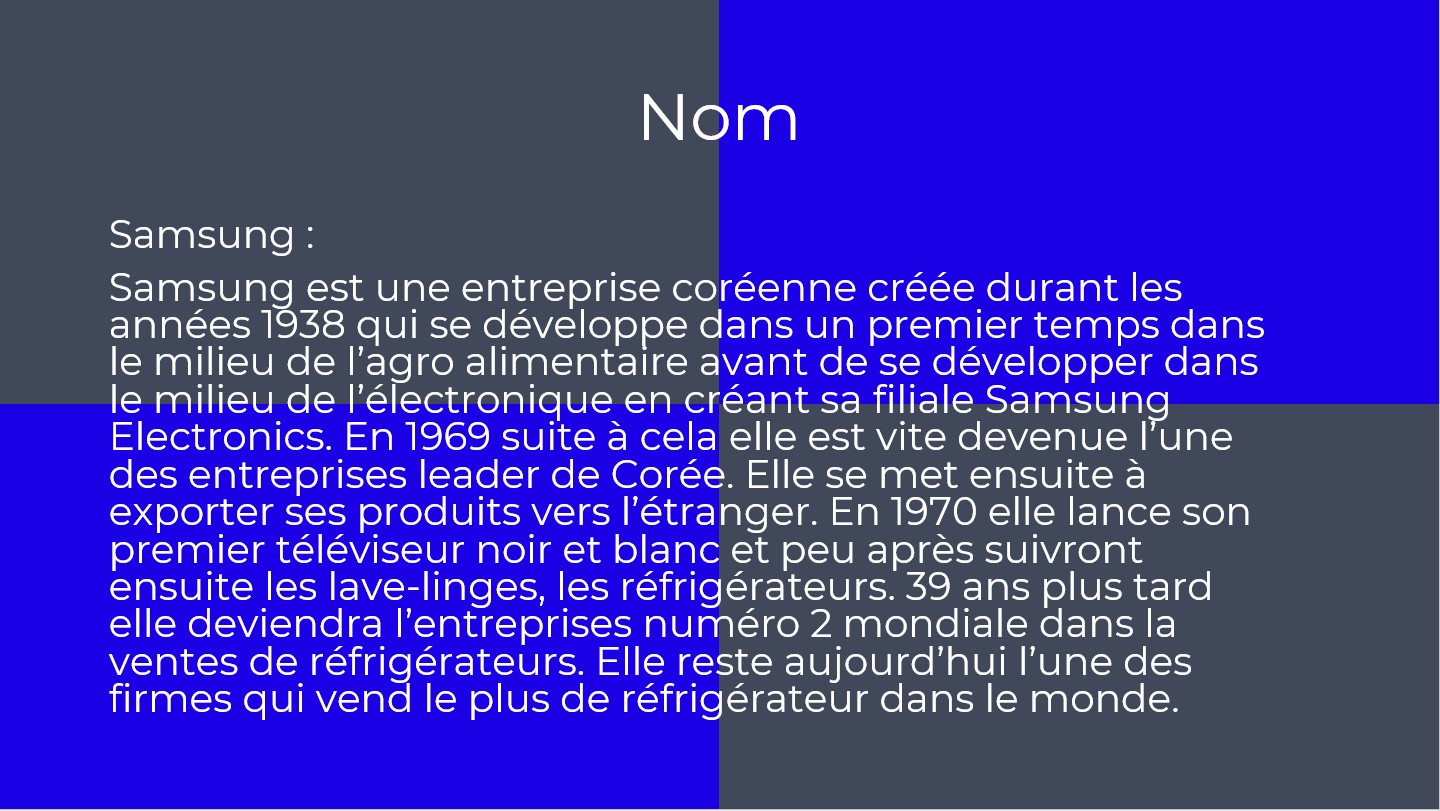 Nom
Samsung :
Samsung est une entreprise coréenne créée durant les
années 1938 qui se développe dans un premier temps dans
le milieu de l’agro alimentaire avant de se développer dans
le milieu de l’électronique en créant sa filiale Samsung
Electronics. En 1969 suite à cela elle est vite devenue l’une
des entreprises leader de Corée. Elle se met ensuite à
exporter ses produits vers l’étranger. En 1970 elle lance son
premier téléviseur noir et blanc et peu après suivront
ensuite les lave-linges, les réfrigérateurs. 39 ans plus tard
elle deviendra l’entreprises numéro 2 mondiale dans la
ventes de réfrigérateurs. Elle reste aujourd’hui l’une des
firmes qui vend le plus de réfrigérateur dans le monde.